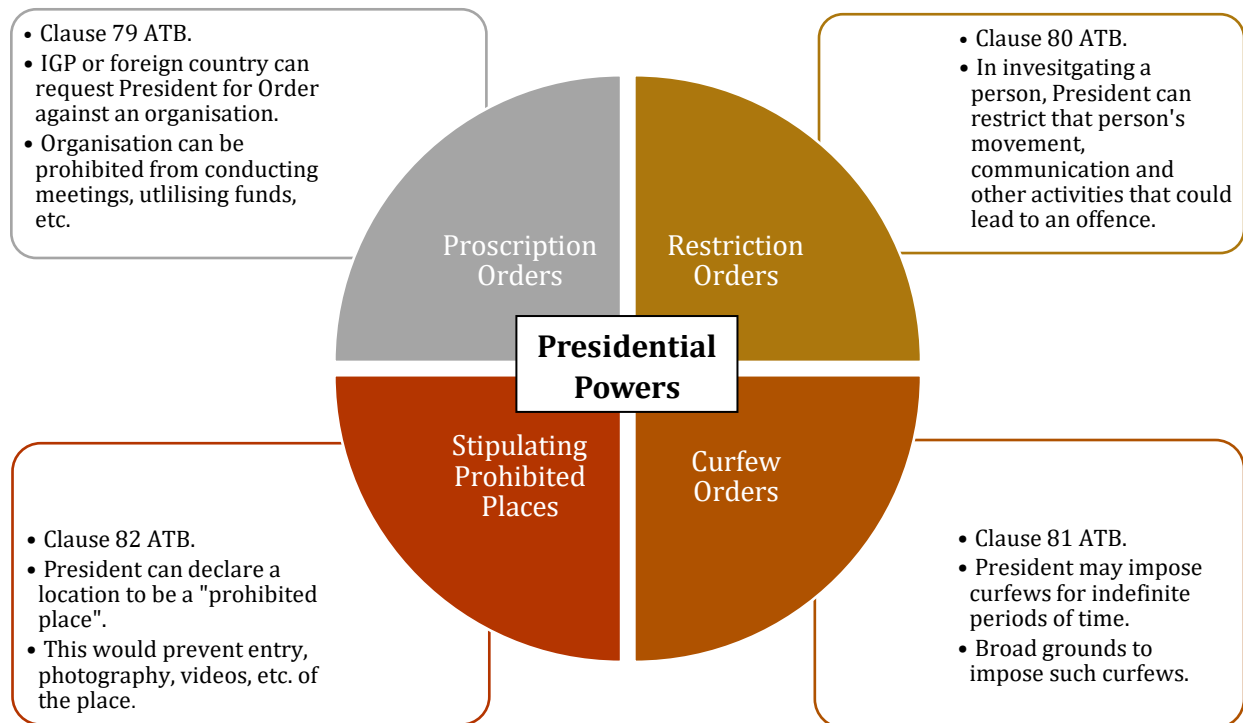 • Clause 79 ATB.
• IGP or foreign country can
request President for Order
against an organisation.
• Organisation can be
prohibited from conducting
meetings, utlilising funds,
etc.
• Clause 80 ATB.
• In invesitgating a
person, President can
restrict that person's
movement,
communication and
other activities that could
lead to an offence.
Proscription
Orders
Restriction
Orders
Presidential
Powers
Stipulating
Prohibited
Places
Curfew
Orders
• Clause 82 ATB.
• President can declare a
location to be a "prohibited
place".
• This would prevent entry,
photography, videos, etc. of
the place.
• Clause 81 ATB.
• President may impose
curfews for indefinite
periods of time.
• Broad grounds to
impose such curfews.